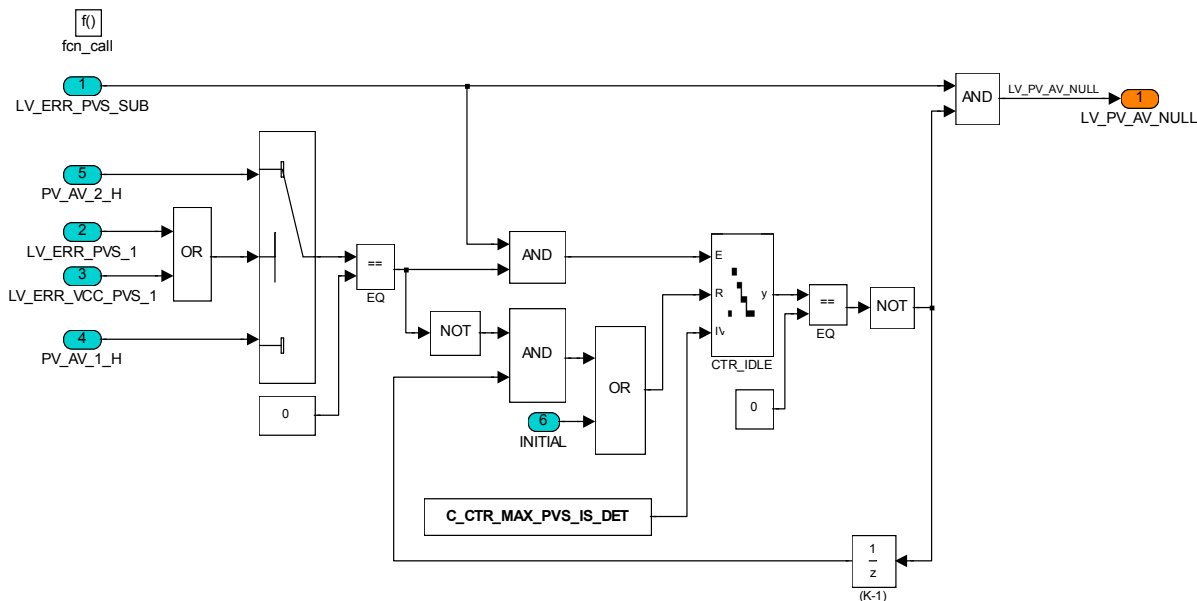 f()
fcn_call
1
LV_ERR_PVS_SUB
AND
LV_PV_AV_NULL
1
LV_PV_AV_NULL
5
PV_AV_2_H
2
LV_ERR_PVS_1
OR
3
LV_ERR_VCC_PVS_1
4
PV_AV_1_H
0
==
EQ
AND
NOT
AND
OR
6
INITIAL
E
R
IV
y
CTR_IDLE
0
==
EQ
NOT
C_CTR_MAX_PVS_IS_DET
1
z
(K-1)